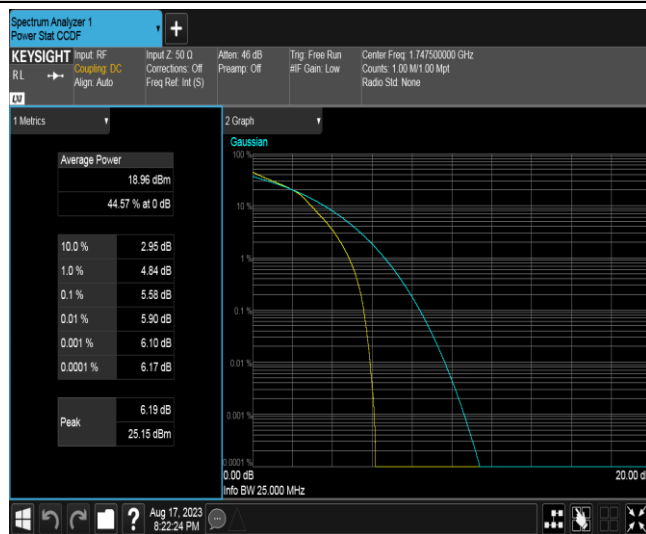 Spectrum Analyzer 1
Power Stat CCDF
KEYSIGHT
Input: RF
Input Z: 50 Ω
Atten: 46 dB
Trig: Free Run
Center Freq: 1.747500000 GHz
RL
Coupling: DC
Corrections: Off
Preamp: Off
#IF Gain: Low
Counts: 1.00 M/1.00 Mpt
Align: Auto
Freq Ref: Int (S)
Radio Std: None
LXI
1 Metrics
2 Graph
Average Power
18.96 dBm
44.57 % at 0 dB
10.0 % 2.95 dB
1.0 % 4.84 dB
0.1 % 5.58 dB
0.01 % 5.90 dB
0.001 % 6.10 dB
0.0001 % 6.17 dB
Peak
6.19 dB
25.15 dBm
Gaussian
100 %
10 %
1 %
0.1 %
0.01 %
0.001 %
0.0001 %
0.00 dB
20.00 d
Info BW 25.000 MHz
?
Aug 17, 2023
8:22:24 PM